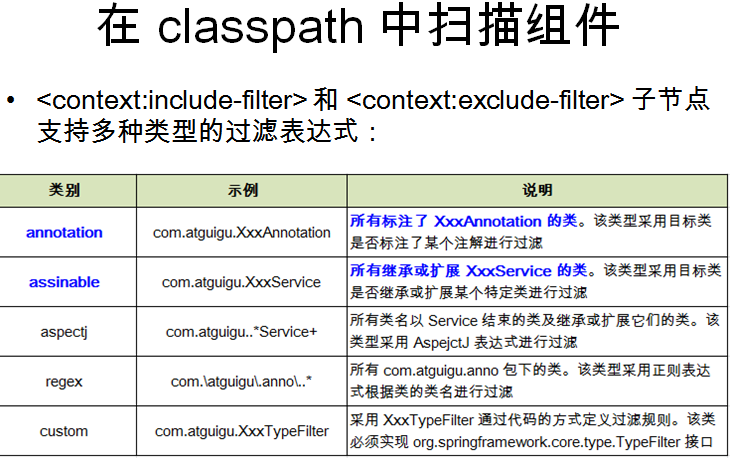 在 classpath 中扫描组件
• <context:include-filter> 和 <context:exclude-filter> 子节点
支持多种类型的过滤表达式：
类别 示例 说明
annotation com.atguigu.XxxAnnotation 所有标注了 XxxAnnotation 的类。该类型采用目标类
是否标注了某个注解进行过滤
assinable com.atguigu.XxxService 所有继承或扩展 XxxService 的类。该类型采用目标类
是否继承或扩展某个特定类进行过滤
aspectj com.atguigu..*Service+ 所有类名以 Service 结束的类及继承或扩展它们的类。该
类型采用 AspejctJ 表达式进行过滤
regex com.\atguigu\.anno\..* 所有 com.atguigu.anno 包下的类。该类型采用正则表达
式根据类的类名进行过滤
custom com.atguigu.XxxTypeFilter 采用 XxxTypeFilter 通过代码的方式定义过滤规则。该类
必须实现 org.springframework.core.type.TypeFilter 接口